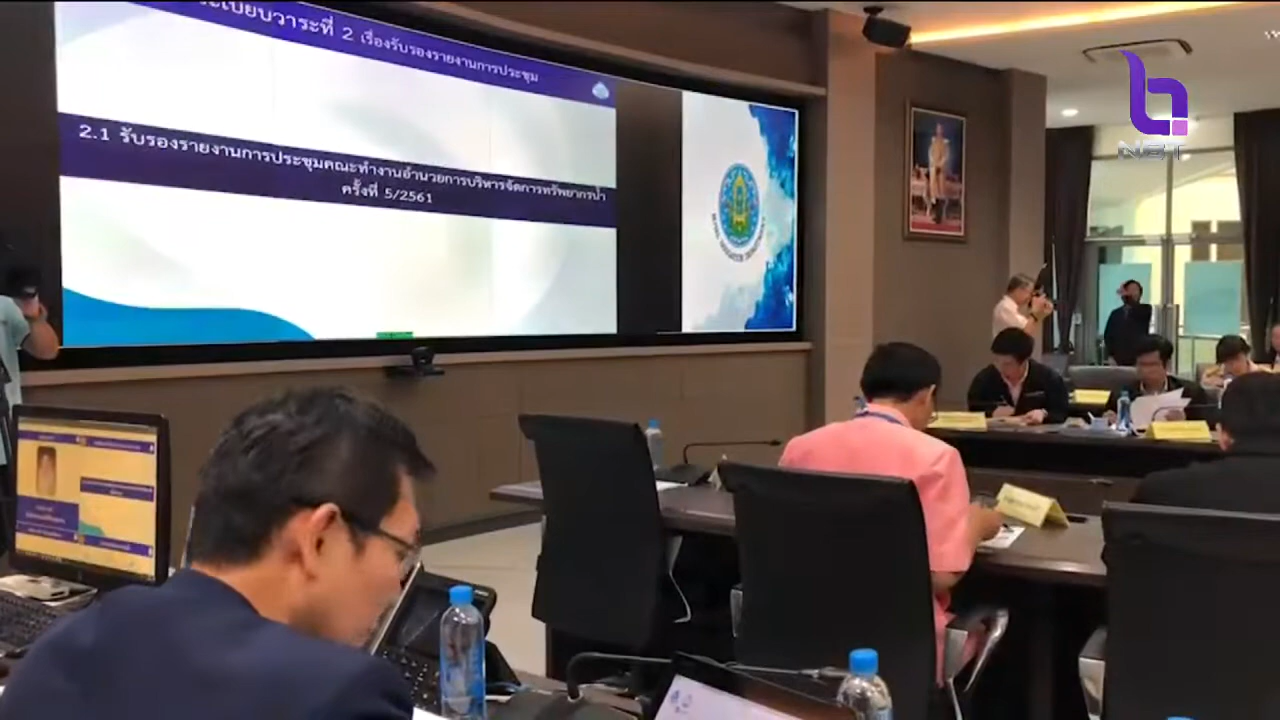 ระเบียบวาระที่ 2 เรื่องรับรองรายงานการประชุม
2.1 รับรองรายงานการประชุมคณะทำงานอำนวยการบริหารจัดการทรัพยากรน้ำ
ครั้งที่ 5/2561
ROYAL IRRIGATION DEPARTMENT
NBT